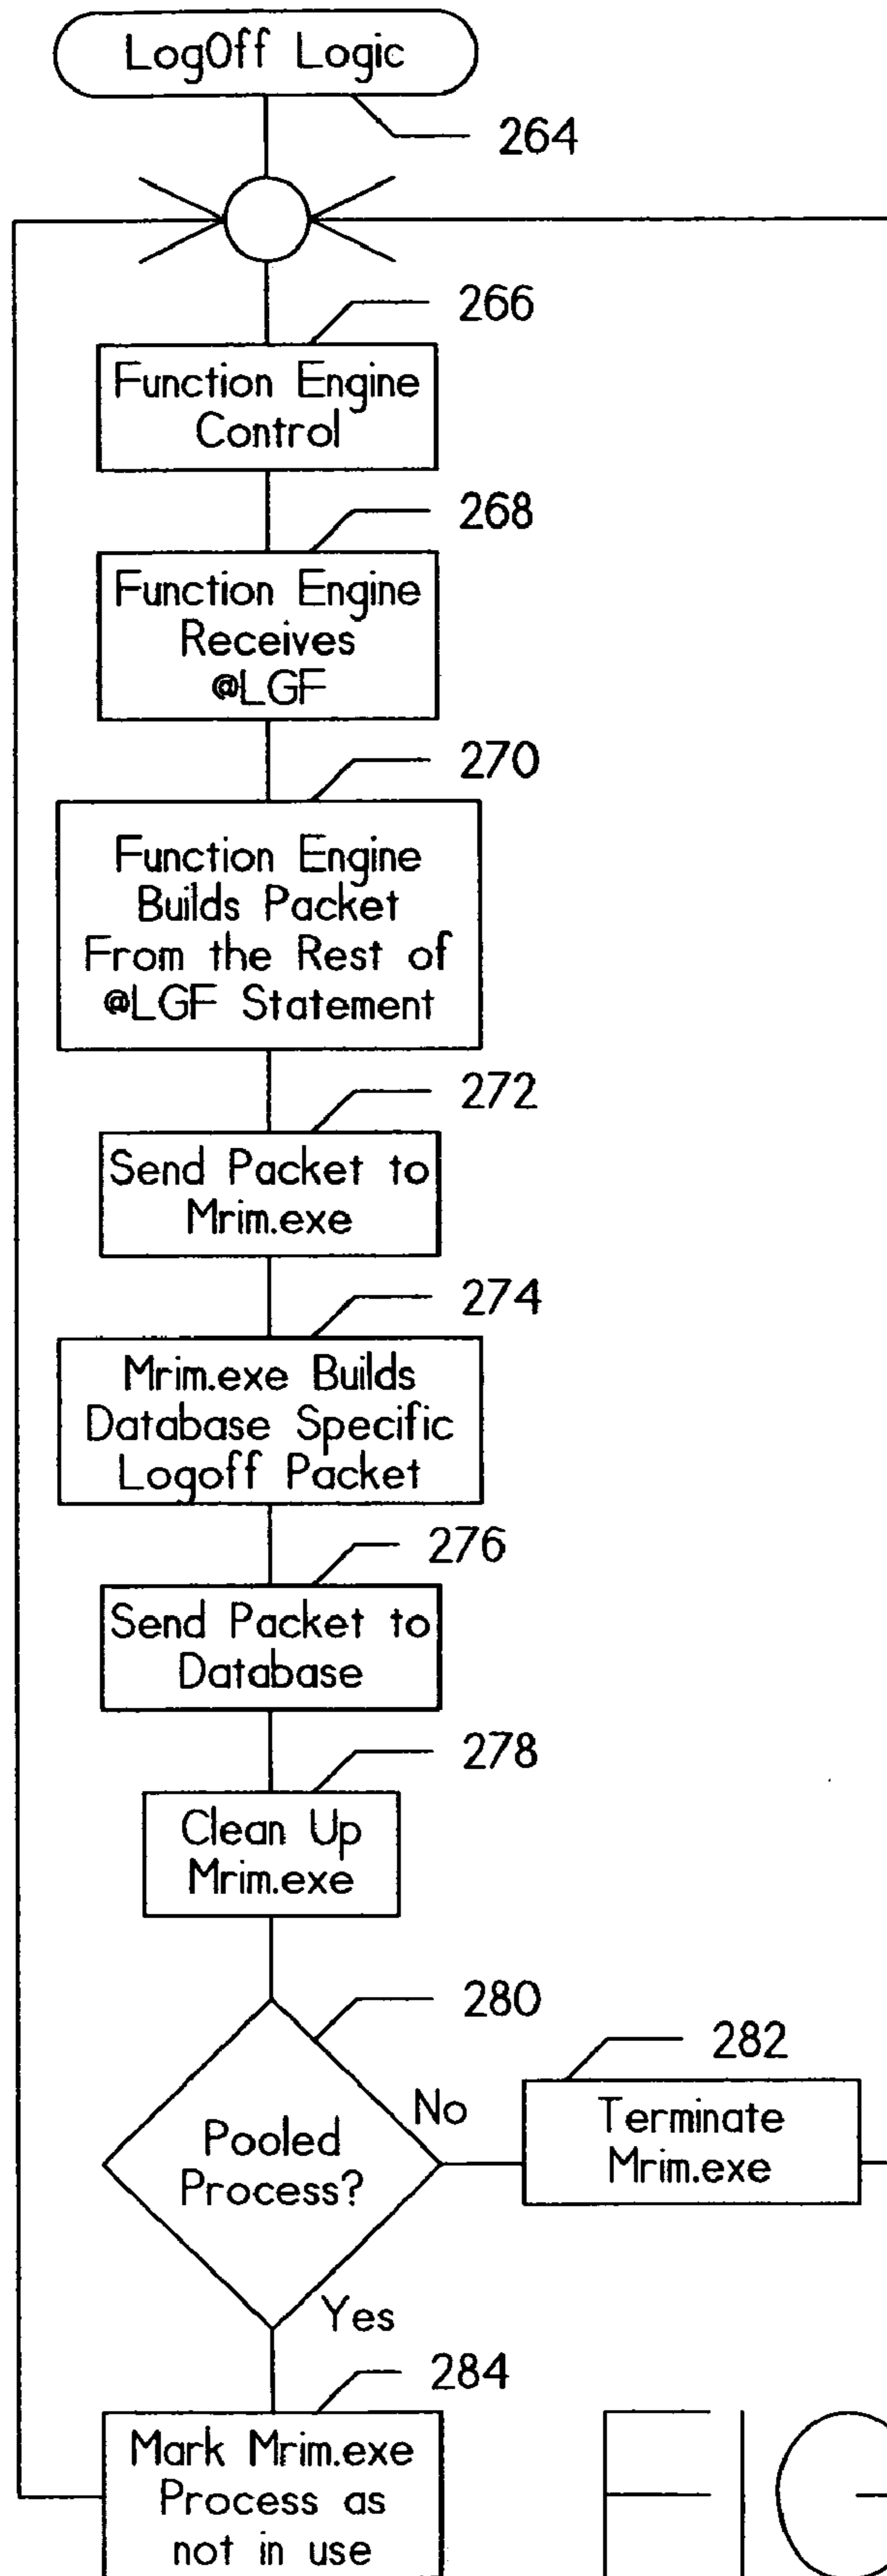 LogOff Logic
264
266
Function Engine
Control
268
Function Engine
Receives
@LGF
270
Function Engine
Builds Packet
From the Rest of
@LGF Statement
272
Send Packet to
Mrim.exe
274
Mrim.exe Builds
Database Specific
Logoff Packet
276
Send Packet to
Database
278
Clean Up
Mrim.exe
280
Pooled
Process?
No
282
Terminate
Mrim.exe
Yes
284
Mark Mrim.exe
Process as
not in use